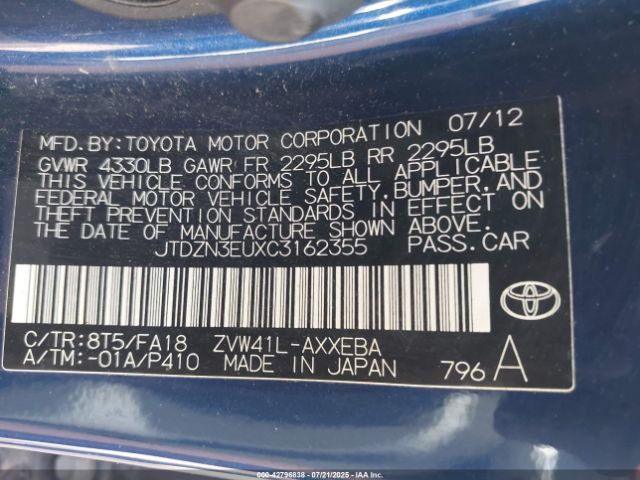 MFD.BY:TOYOTA MOTOR CORPORATION 07/12
GVWR 4330LB GAWR FR 2295LB RR 2295LB
THIS VEHICLE CONFORMS TO ALL APPLICABLE
FEDERAL MOTOR VEHICLE SAFETY,BUMPER,AND
THEFT PREVENTION STANDARDS IN EFFECT ON
THE DATE OF MANUFACTURE SHOWN ABOVE.
JTDZN3EUXC3162355 PASS.CAR
C/TR:8T5/FA18 ZVW41L-AXXEBA
A/TM:-01A/P410 MADE IN JAPAN 796 A
000-42796838 - 07/21/2025 - IAAI.COM